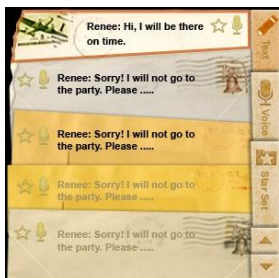 Renee: Hi, I will be there
on time.
Renee: Sorry! I will not go to
the party. Please .....
Renee: Sorry! I will not go to
the party. Please .....
Renee: Sorry! I will not go to
the party. Please .....
Renee: Sorry! I will not go to
the party. Please .....
Text
Voice
Star Set